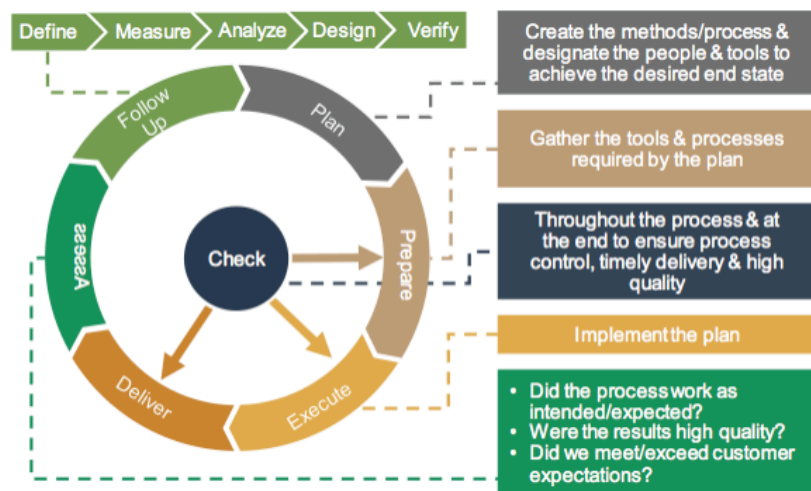 Define
Measure
Analyze
Design
Verify
Create the methods/process &
designate the people & tools to
achieve the desired end state
Follow
Up
Plan
Gather the tools & processes
required by the plan
Assess
Check
Prepare
Throughout the process & at
the end to ensure process
control, timely delivery & high
quality
Deliver
Execute
Implement the plan
• Did the process work as
intended/expected?
• Were the results high quality?
• Did we meet/exceed customer
expectations?